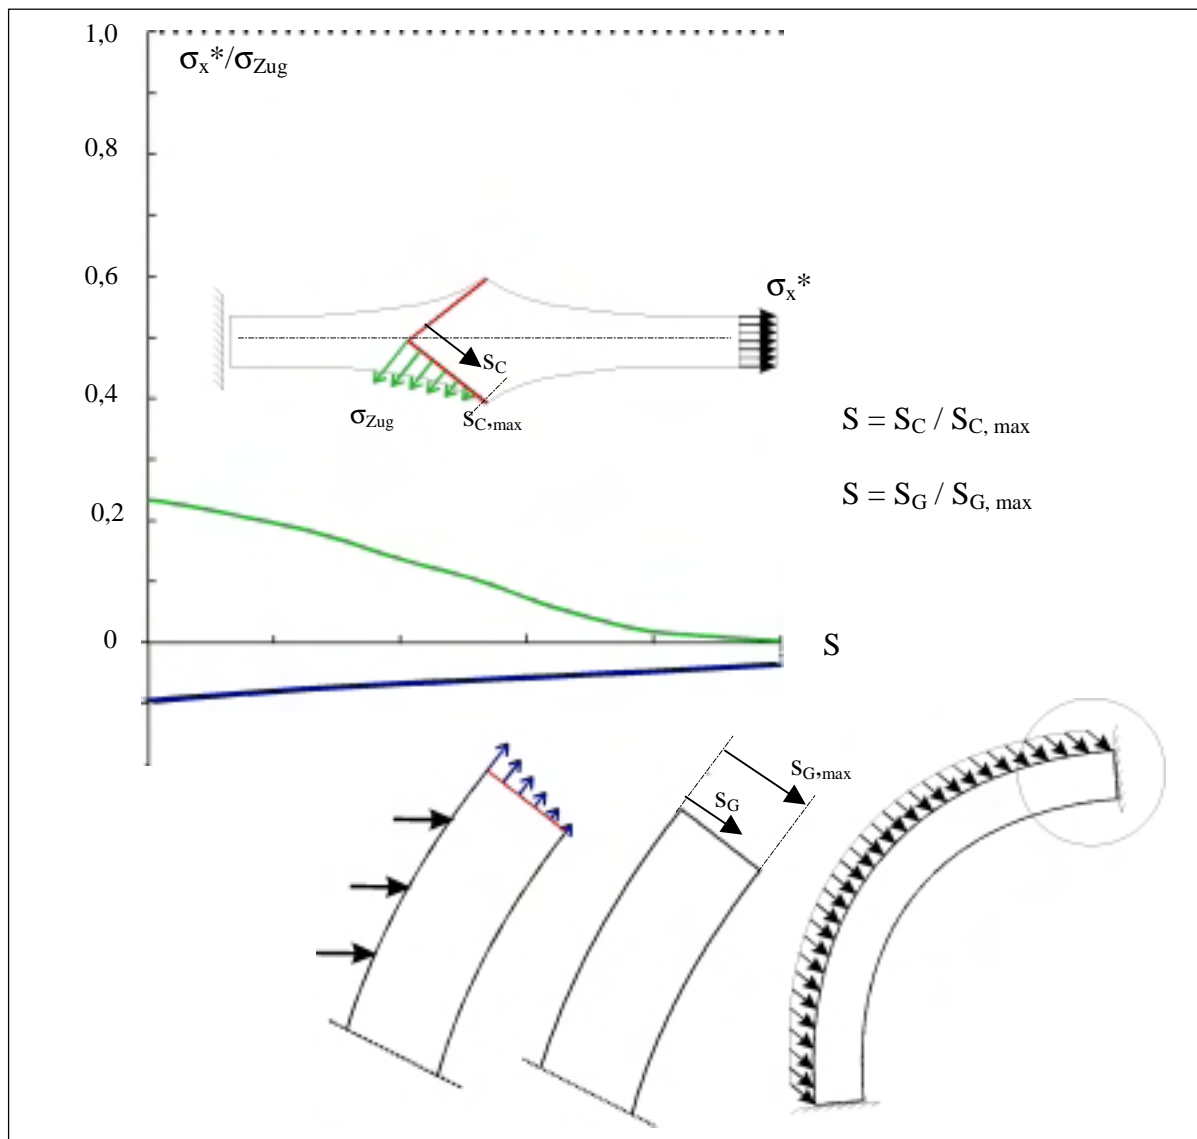 1,0
σx*/σZug
0,8
0,6
σx*
sC
0,4
σZug
sC,max
S = SC / SC, max
S = SG / SG, max
0,2
0
S
sG,max
sG